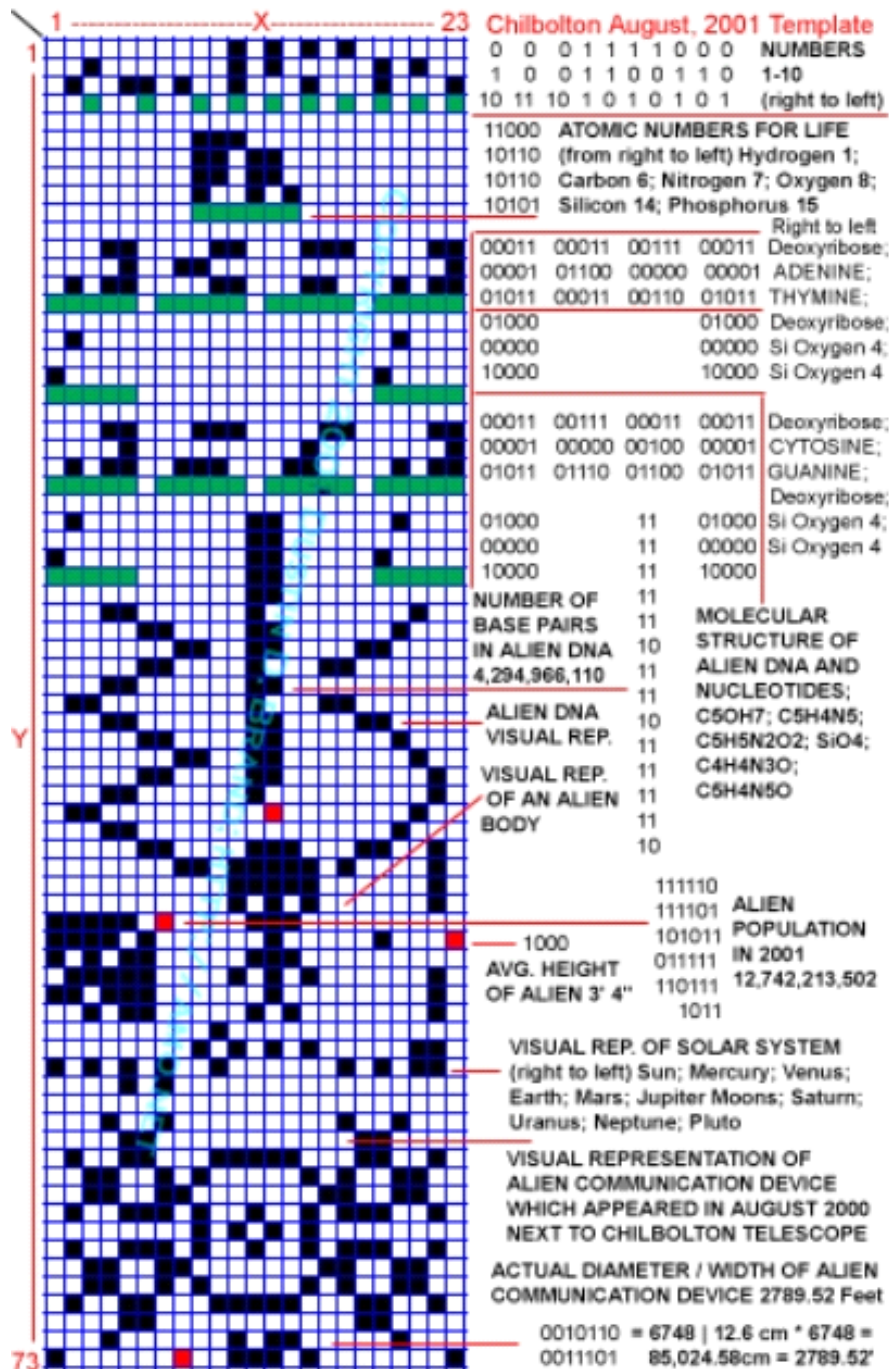 1 --------------X-------------- 23 Chilbolton August, 2001 Template
1
0 0 0 1 1 1 1 0 0 0 NUMBERS
1 0 0 1 1 0 0 1 1 0 1-10
10 11 10 1 0 1 0 1 0 1 (right to left)
11000 ATOMIC NUMBERS FOR LIFE
10110 (from right to left) Hydrogen 1;
10110 Carbon 6; Nitrogen 7; Oxygen 8;
10101 Silicon 14; Phosphorus 15
Right to left
00011 00011 00111 00011 Deoxyribose;
00001 01100 00000 00001 ADENINE;
01011 00011 00110 01011 THYMINE;
01000 01000 Deoxyribose;
00000 00000 Si Oxygen 4;
10000 10000 Si Oxygen 4
00011 00111 00011 00011 Deoxyribose;
00001 00000 00100 00001 CYTOSINE;
01011 01110 01100 01011 GUANINE;
Deoxyribose;
01000 11 01000 Si Oxygen 4;
00000 11 00000 Si Oxygen 4
10000 11 10000
11
11
10
11
11
10
11
11
11
11
10
NUMBER OF
BASE PAIRS
IN ALIEN DNA
4,294,966,110
MOLECULAR
STRUCTURE OF
ALIEN DNA AND
NUCLEOTIDES;
C5OH7; C5H4N5;
C5H5N2O2; SiO4;
C4H4N3O;
C5H4N5O
Y
ALIEN DNA
VISUAL REP.
VISUAL REP.
OF AN ALIEN
BODY
111110
111101
101011
011111
110111
1011
ALIEN
POPULATION
IN 2001
12,742,213,502
1000
AVG. HEIGHT
OF ALIEN 3' 4"
VISUAL REP. OF SOLAR SYSTEM
(right to left) Sun; Mercury; Venus;
Earth; Mars; Jupiter Moons; Saturn;
Uranus; Neptune; Pluto
VISUAL REPRESENTATION OF
ALIEN COMMUNICATION DEVICE
WHICH APPEARED IN AUGUST 2000
NEXT TO CHILBOLTON TELESCOPE
ACTUAL DIAMETER / WIDTH OF ALIEN
COMMUNICATION DEVICE 2789.52 Feet
0010110 = 6748 | 12.6 cm * 6748 =
73
0011101 85,024.58cm = 2789.52'